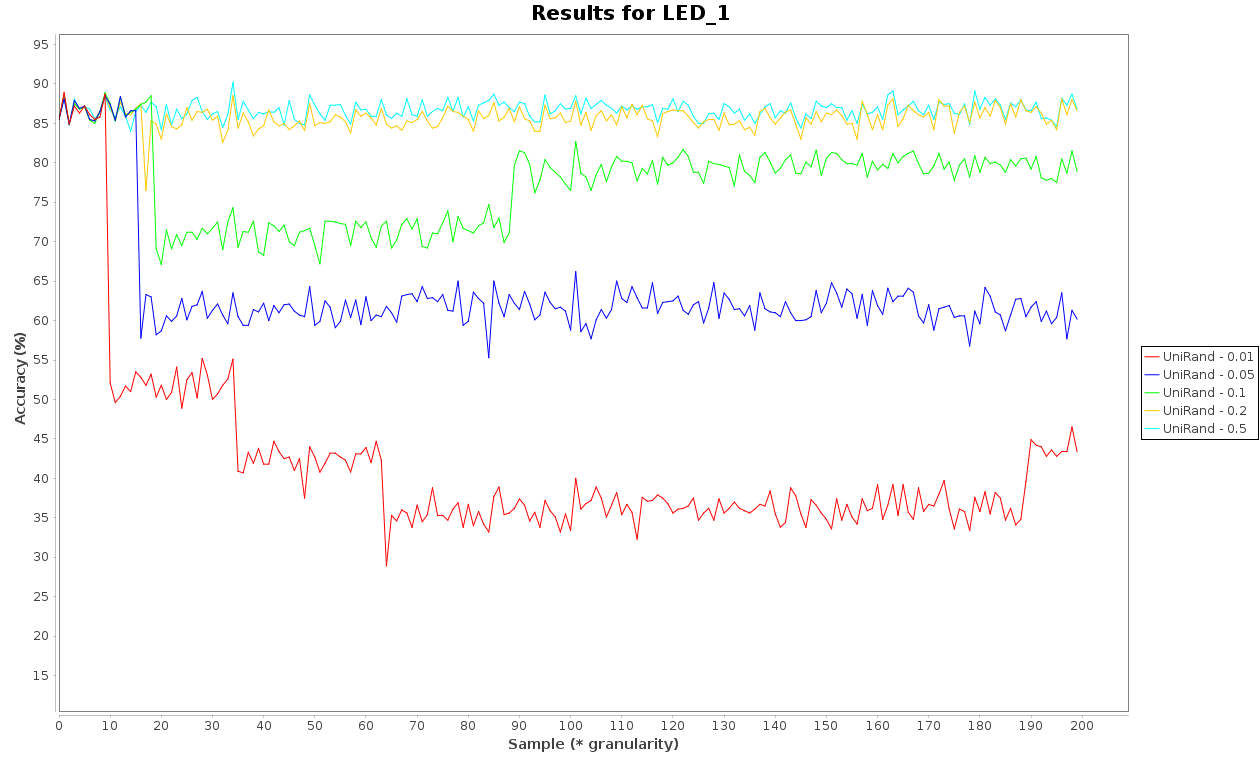 Results for LED_1
95
90
85
80
75
70
65
60
55
50
45
40
35
30
25
20
15
Accuracy (%)
0 10 20 30 40 50 60 70 80 90 100 110 120 130 140 150 160 170 180 190 200
Sample (* granularity)
UniRand - 0.01
UniRand - 0.05
UniRand - 0.1
UniRand - 0.2
UniRand - 0.5